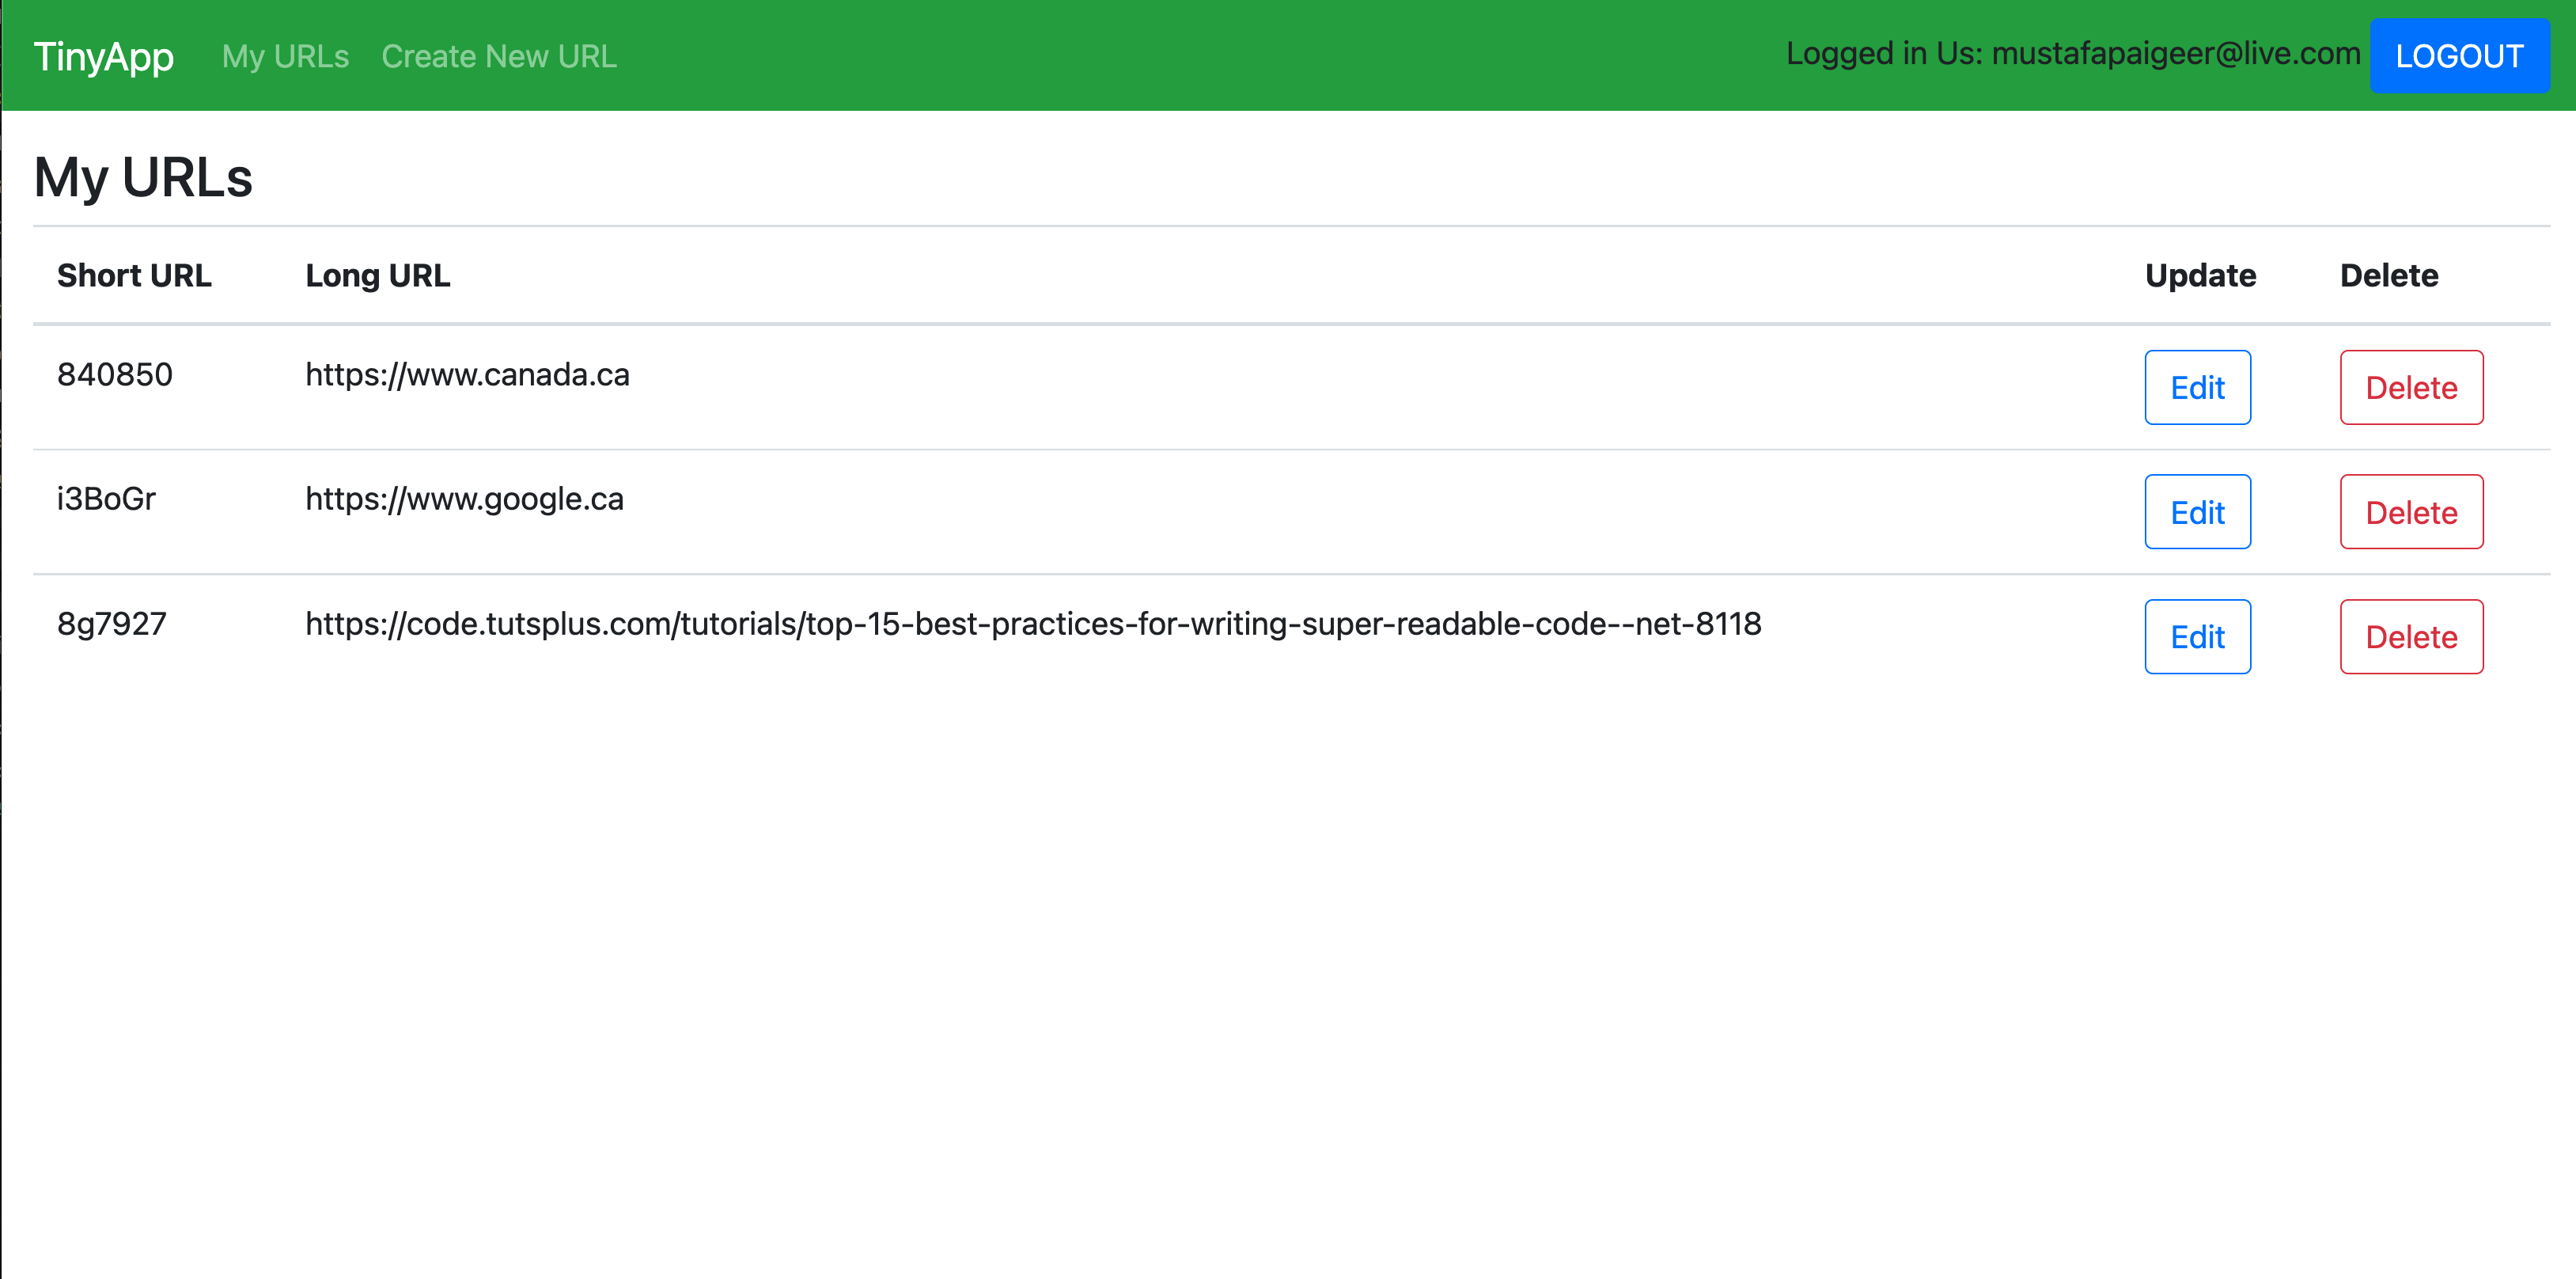 TinyApp My URLs Create New URL Logged in Us: mustafapaigeer@live.com LOGOUT
My URLs
Short URL Long URL Update Delete
840850 https://www.canada.ca Edit Delete
i3BoGr https://www.google.ca Edit Delete
8g7927 https://code.tutsplus.com/tutorials/top-15-best-practices-for-writing-super-readable-code--net-8118 Edit Delete